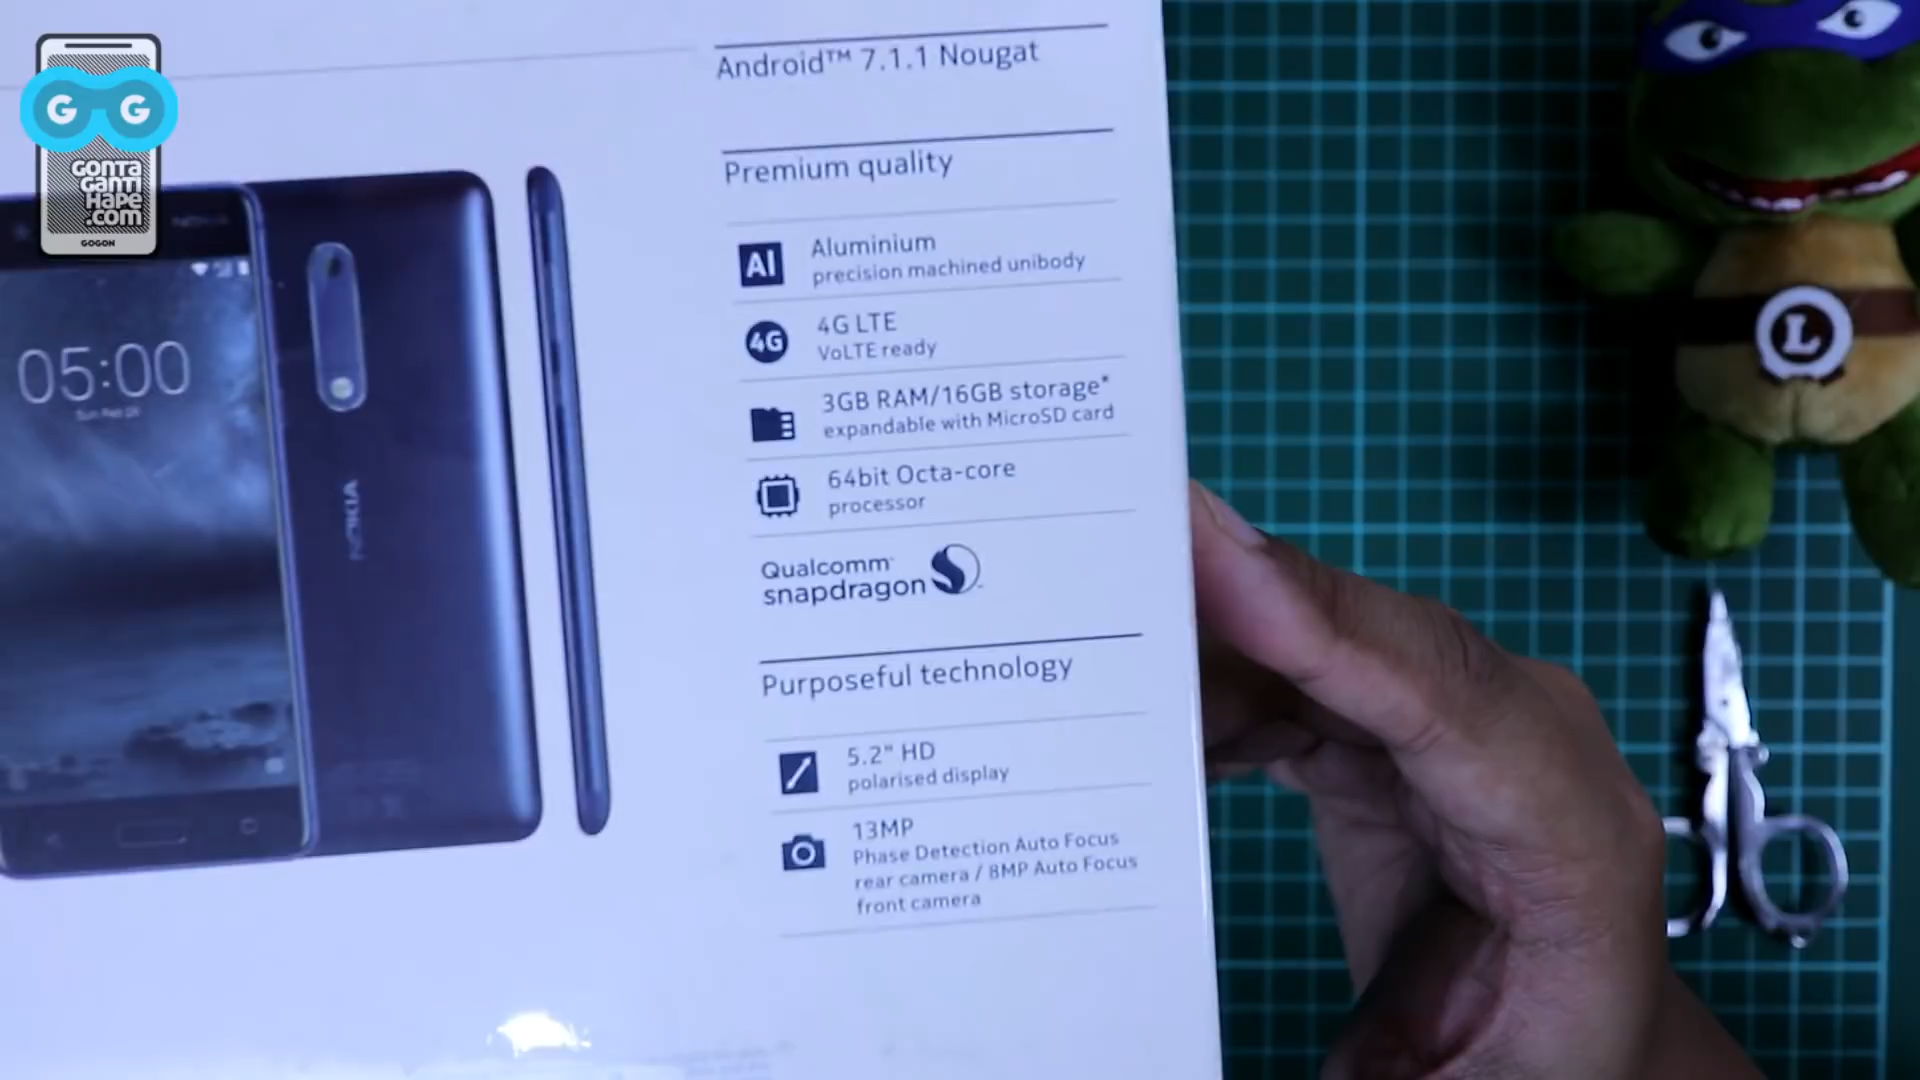 G G
GONTA
GANTI
HAPE
.COM
GOGON
05:00
NOKIA
Android™ 7.1.1 Nougat
Premium quality
Al
Aluminium
precision machined unibody
4G
4G LTE
VoLTE ready
3GB RAM/16GB storage*
expandable with MicroSD card
64bit Octa-core
processor
Qualcomm
snapdragon
Purposeful technology
5.2" HD
polarised display
13MP
Phase Detection Auto Focus
rear camera / 8MP Auto Focus
front camera
L